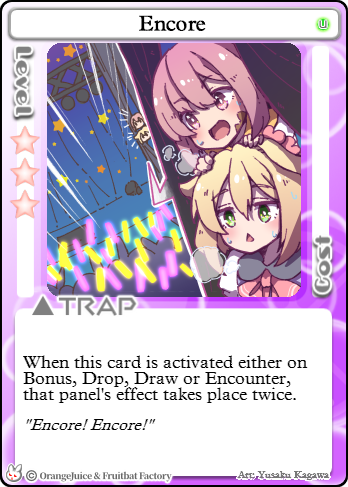 Encore
U
Level
Cost
TRAP
When this card is activated either on
Bonus, Drop, Draw or Encounter,
that panel's effect takes place twice.
"Encore! Encore!"
© OrangeJuice & Fruitbat Factory
Art: Yusaku Kagawa